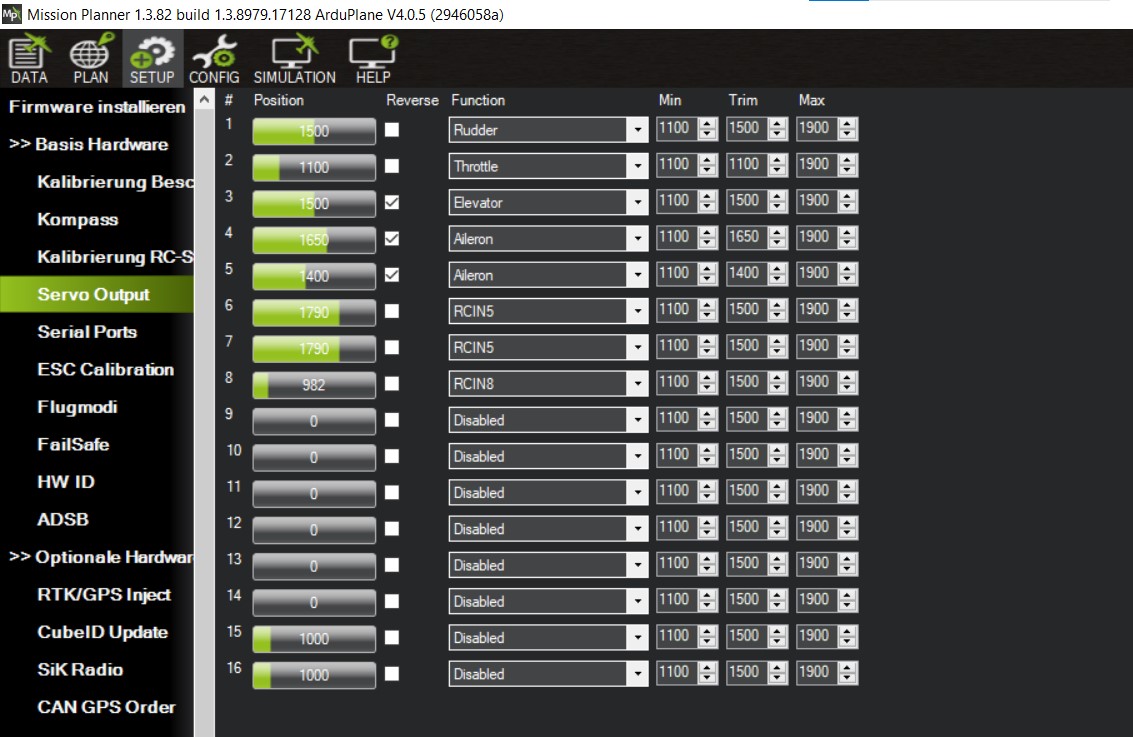 Mp Mission Planner 1.3.82 build 1.3.8979.17128 ArduPlane V4.0.5 (2946058a)
DATA PLAN SETUP CONFIG SIMULATION HELP
Firmware installieren
>> Basis Hardware
Kalibrierung Besc
Kompass
Kalibrierung RC-S
Servo Output
Serial Ports
ESC Calibration
Flugmodi
FailSafe
HW ID
ADSB
>> Optionale Hardwar
RTK/GPS Inject
CubeID Update
SiK Radio
CAN GPS Order
# Position Reverse Function Min Trim Max
1 1500 Rudder 1100 1500 1900
2 1100 Throttle 1100 1100 1900
3 1500 Elevator 1100 1500 1900
4 1650 Aileron 1100 1650 1900
5 1400 Aileron 1100 1400 1900
6 1790 RCIN5 1100 1500 1900
7 1790 RCIN5 1100 1500 1900
8 982 RCIN8 1100 1500 1900
9 0 Disabled 1100 1500 1900
10 0 Disabled 1100 1500 1900
11 0 Disabled 1100 1500 1900
12 0 Disabled 1100 1500 1900
13 0 Disabled 1100 1500 1900
14 0 Disabled 1100 1500 1900
15 1000 Disabled 1100 1500 1900
16 1000 Disabled 1100 1500 1900